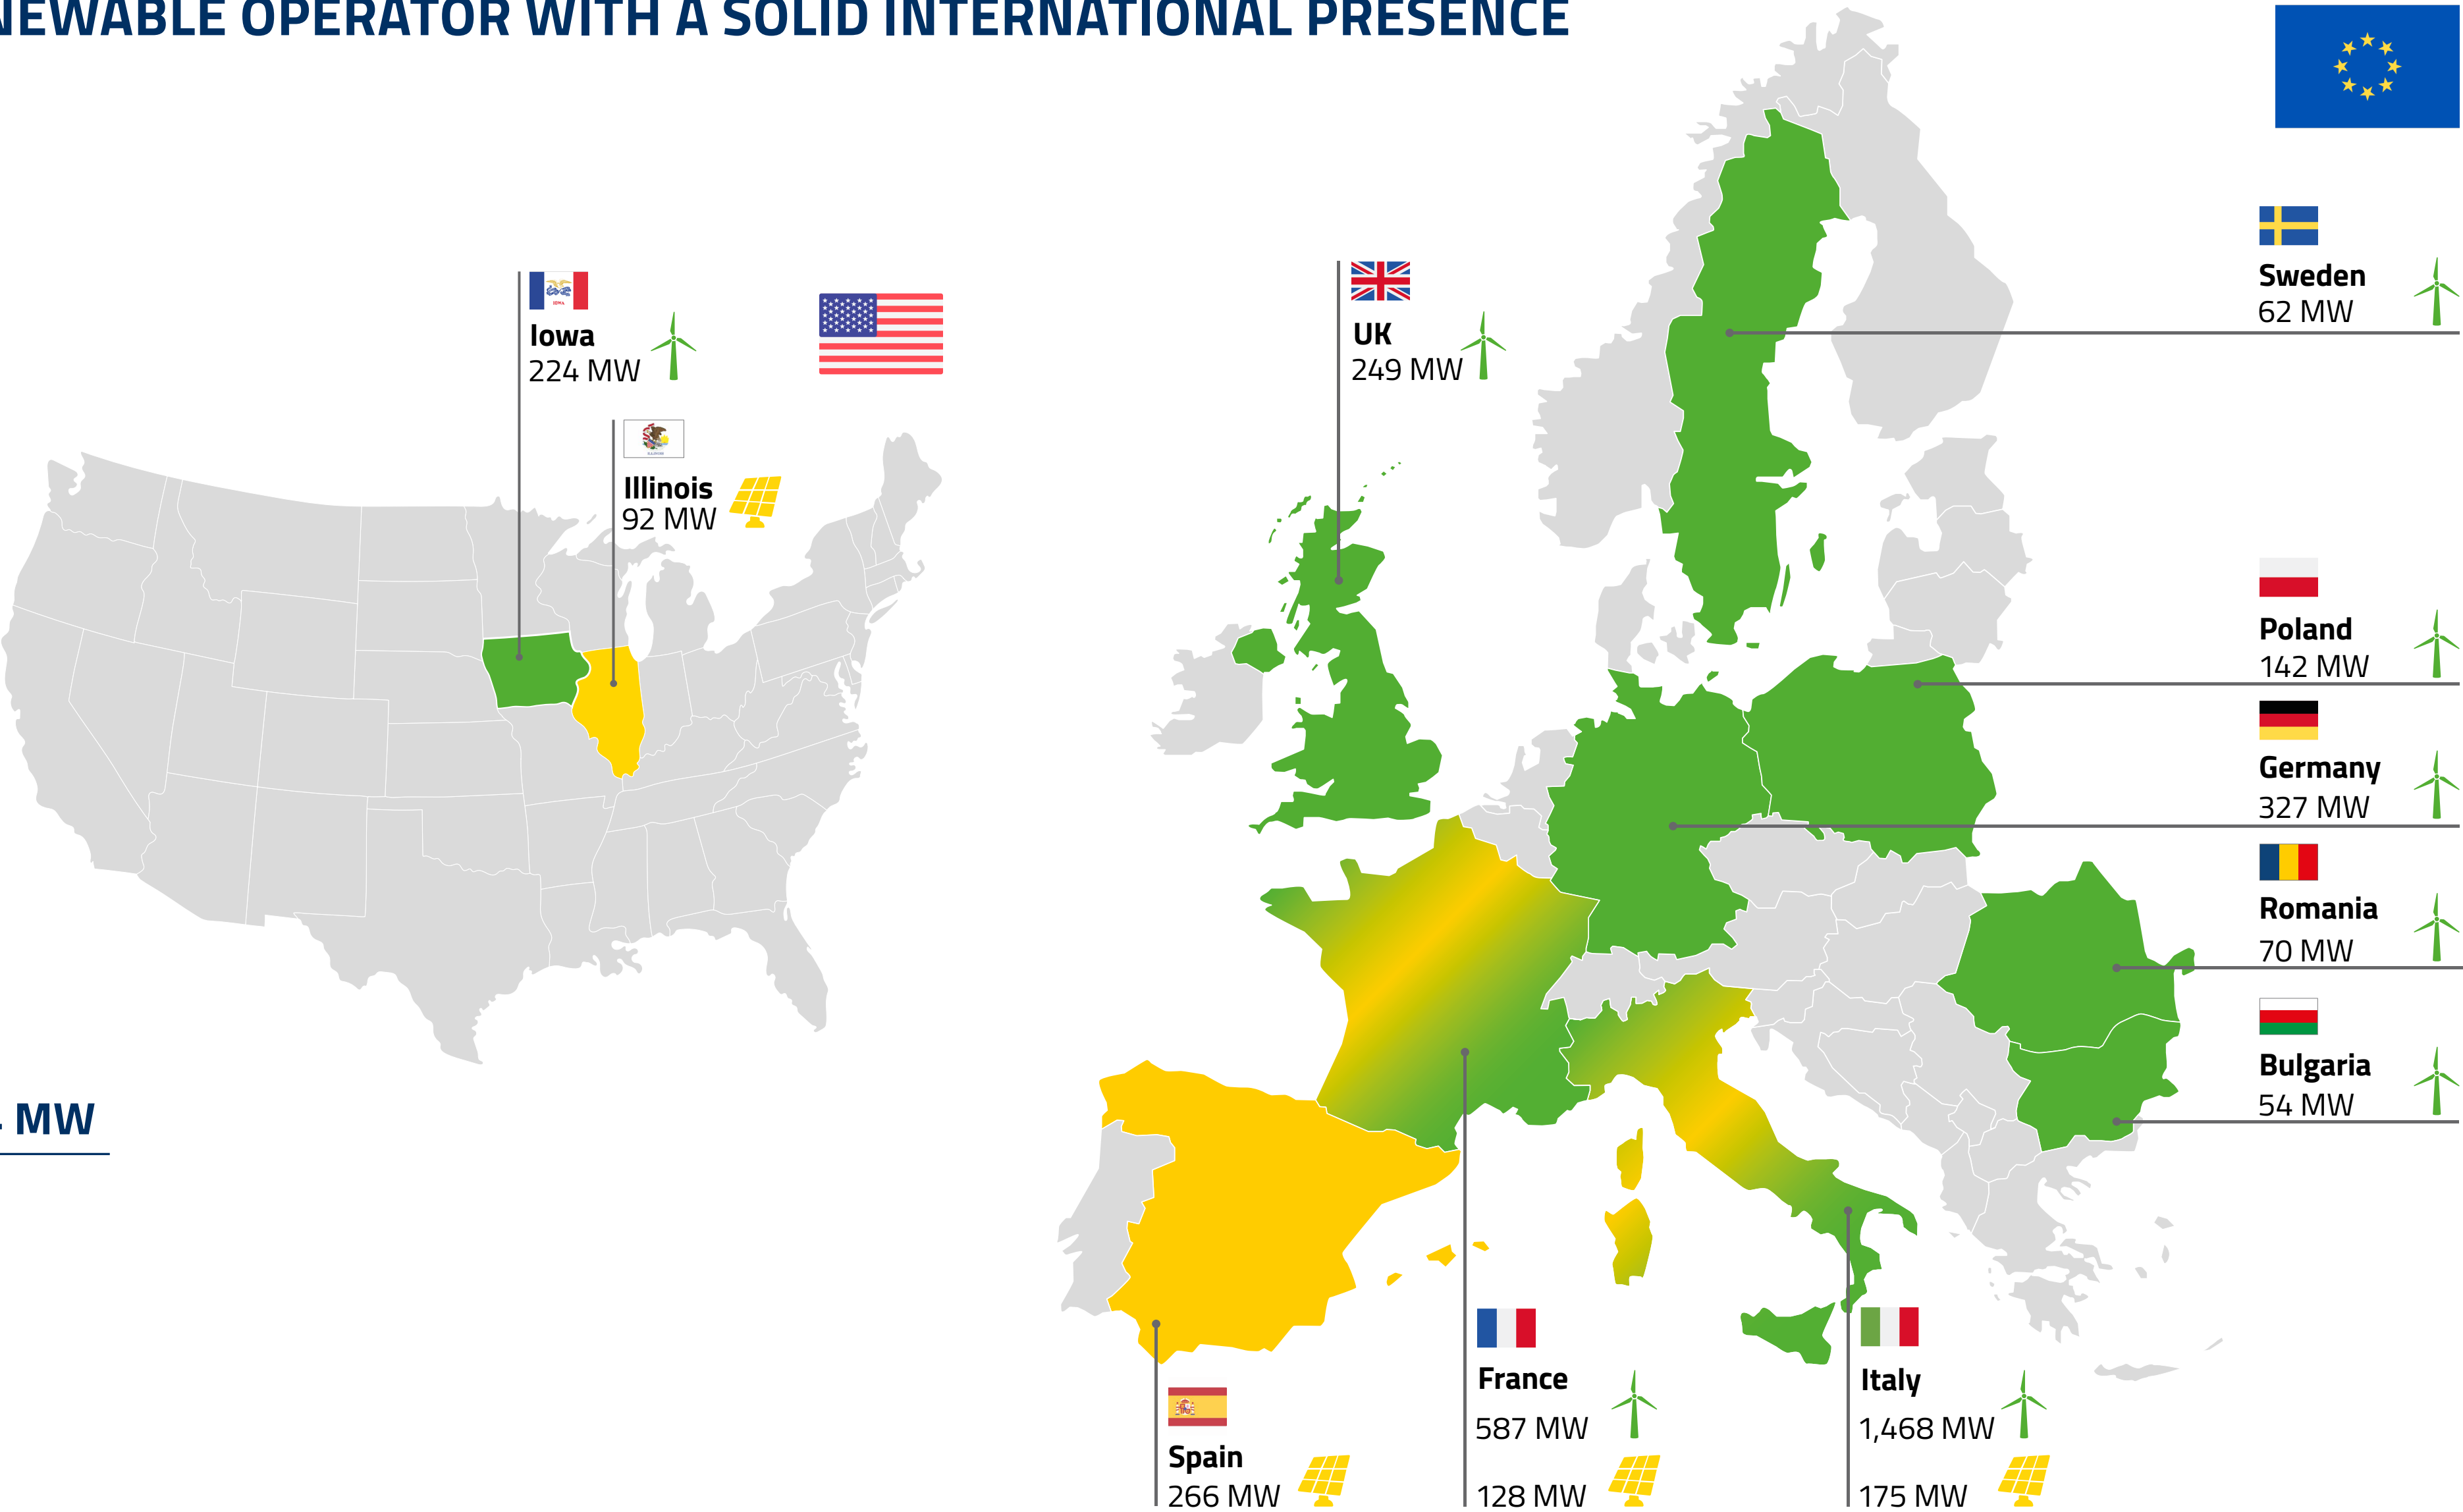 OPERATOR WITH A SOLID INTERNATIONAL PRESENCE
Iowa
224 MW
Illinois
92 MW
UK
249 MW
Sweden
62 MW
Poland
142 MW
Germany
327 MW
Romania
70 MW
Bulgaria
54 MW
MW
Spain
266 MW
France
587 MW
128 MW
Italy
1,468 MW
175 MW